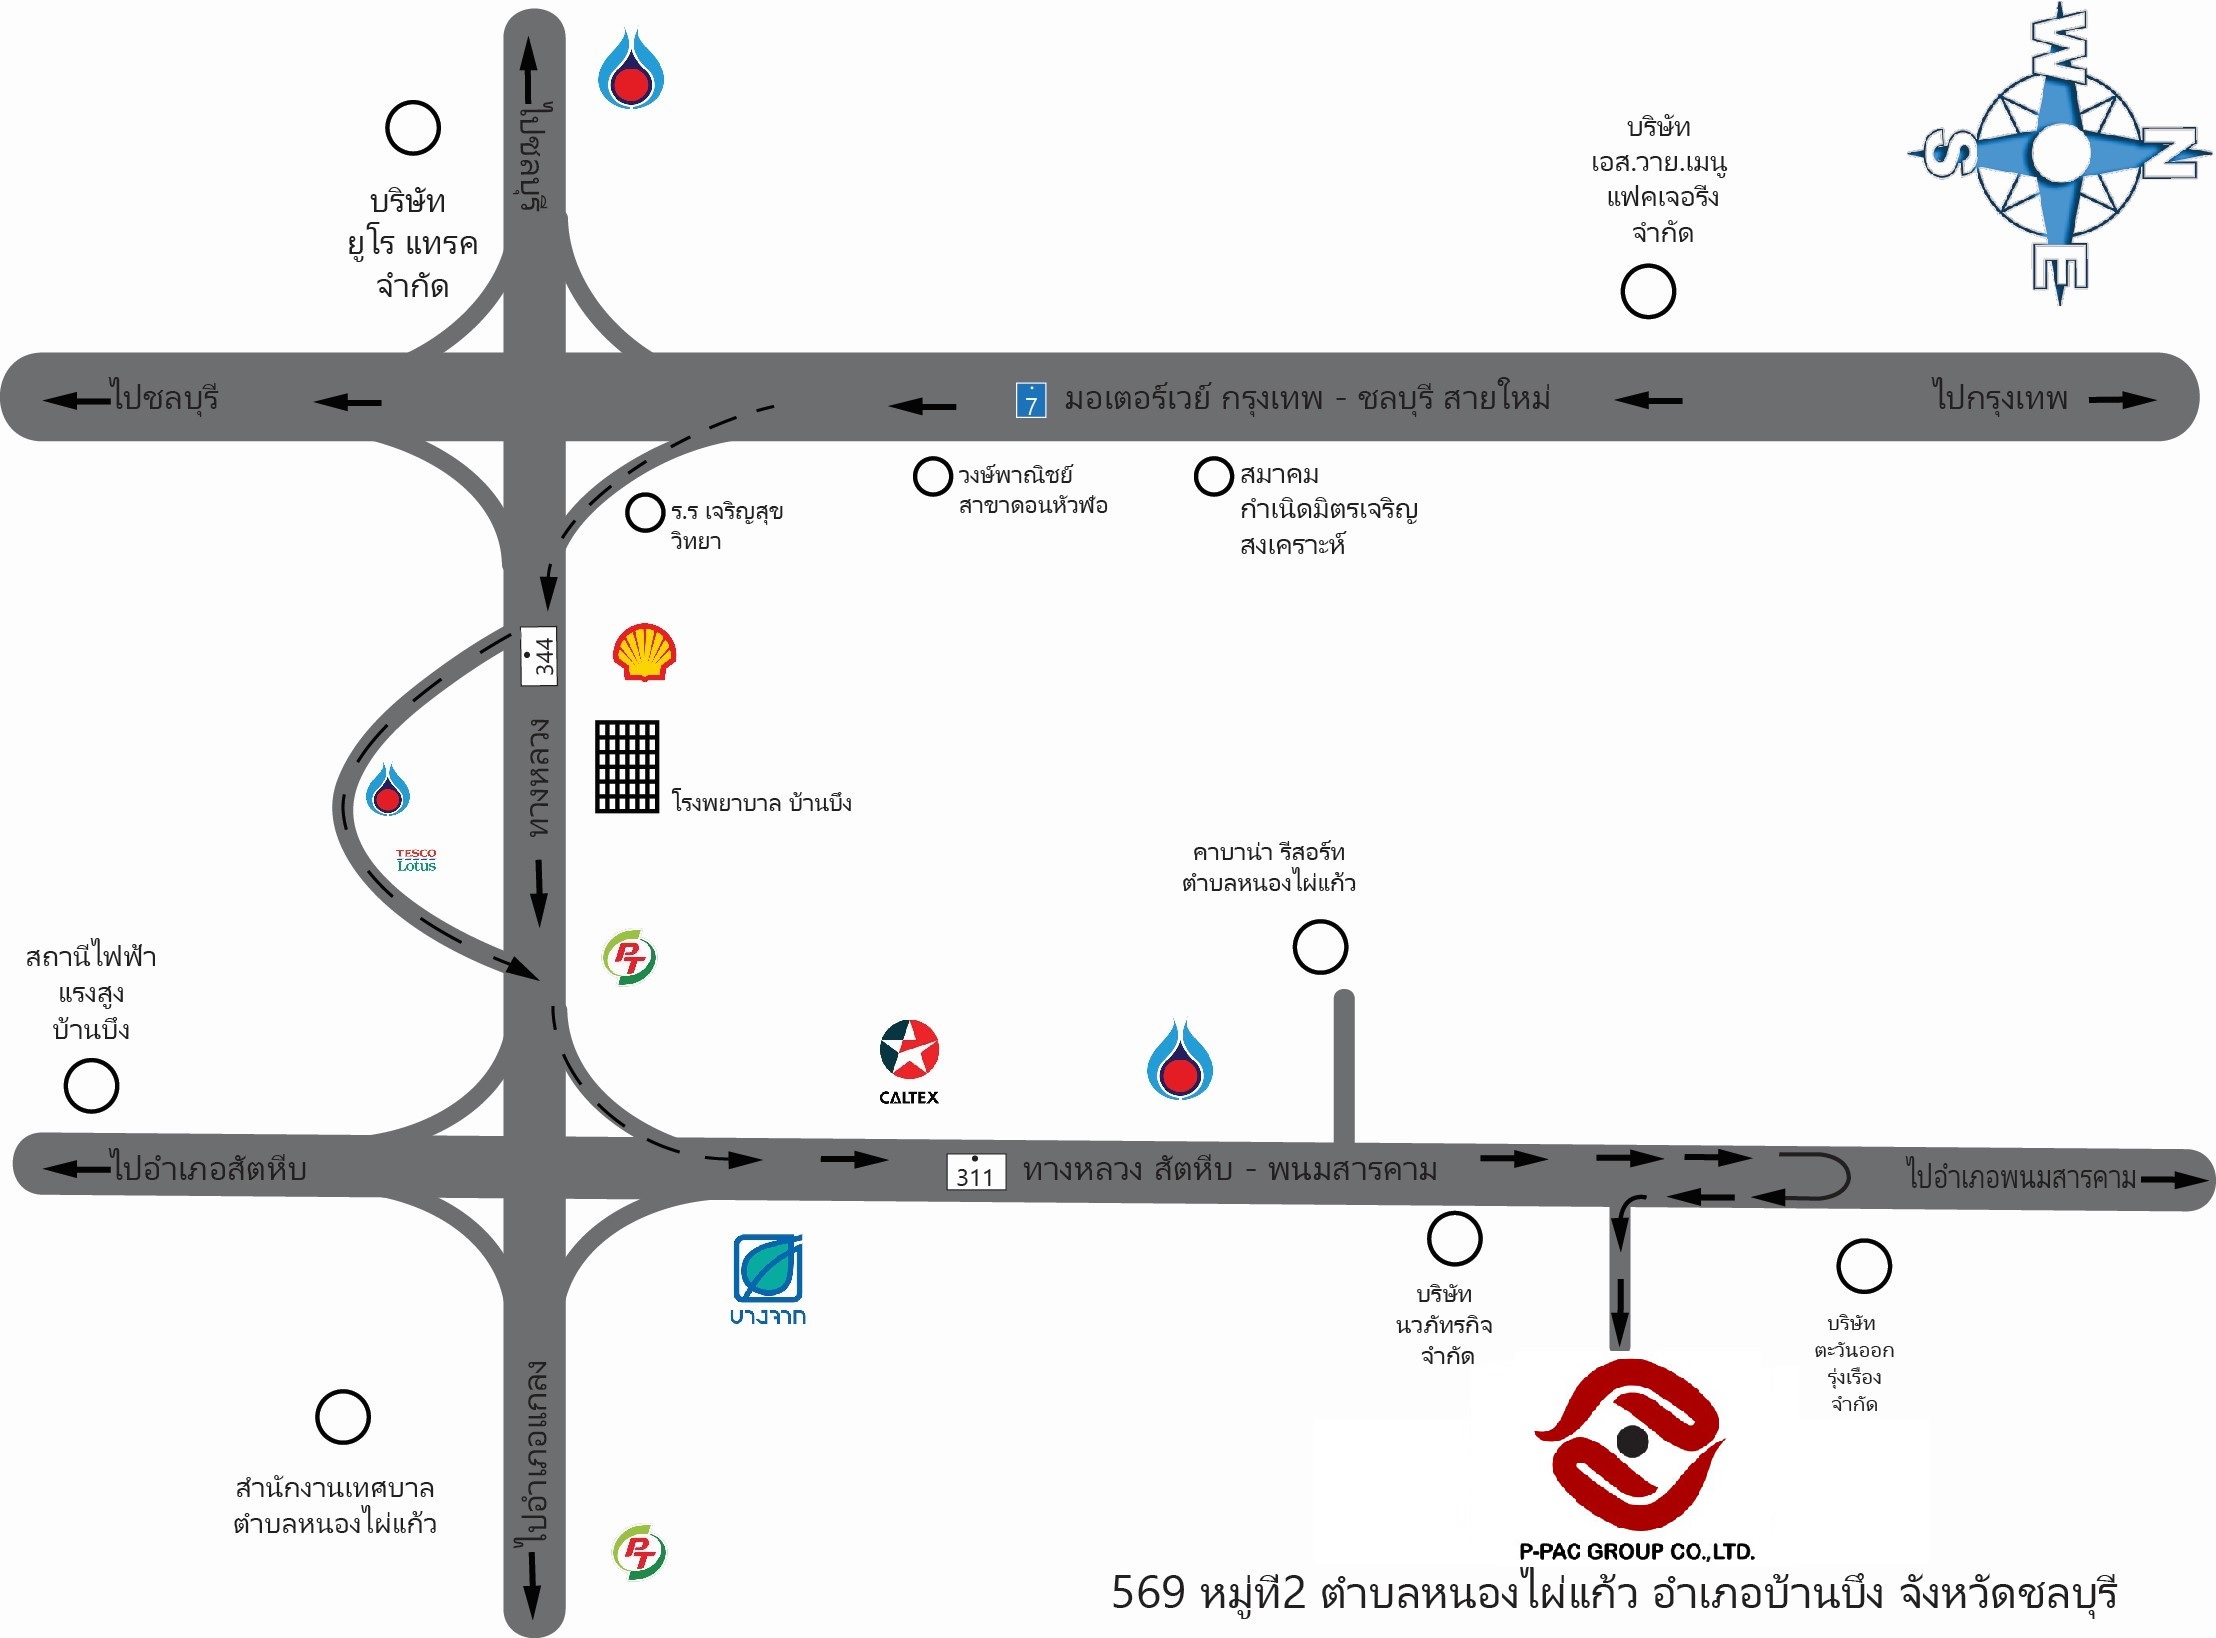 W
N
S
E
ไปชลบุรี
บริษัท
ยูโร แทรค
จำกัด
บริษัท
เอส.วาย.เมนู
แฟคเจอรีง
จำกัด
ไปชลบุรี
7
มอเตอร์เวย์ กรุงเทพ - ชลบุรี สายใหม่
ไปกรุงเทพ
ร.ร เจริญสุข
วิทยา
วงษ์พาณิชย์
สาขาดอนหัวฬ่อ
สมาคม
กำเนิดมิตรเจริญ
สงเคราะห์
344
ทางหลวง
โรงพยาบาล บ้านบึง
TESCO
Lotus
คาบาน่า รีสอร์ท
ตำบลหนองไผ่แก้ว
สถานีไฟฟ้า
แรงสูง
บ้านบึง
PT
CALTEX
ไปอำเภอสัตหีบ
311
ทางหลวง สัตหีบ - พนมสารคาม
ไปอำเภอพนมสารคาม
บางจาก
บริษัท
นวภัทรกิจ
จำกัด
บริษัท
ตะวันออก
รุ่งเรือง
จำกัด
ไปอำเภอแกลง
สำนักงานเทศบาล
ตำบลหนองไผ่แก้ว
PT
P-PAC GROUP CO.,LTD.
569 หมู่ที่2 ตำบลหนองไผ่แก้ว อำเภอบ้านบึง จังหวัดชลบุรี